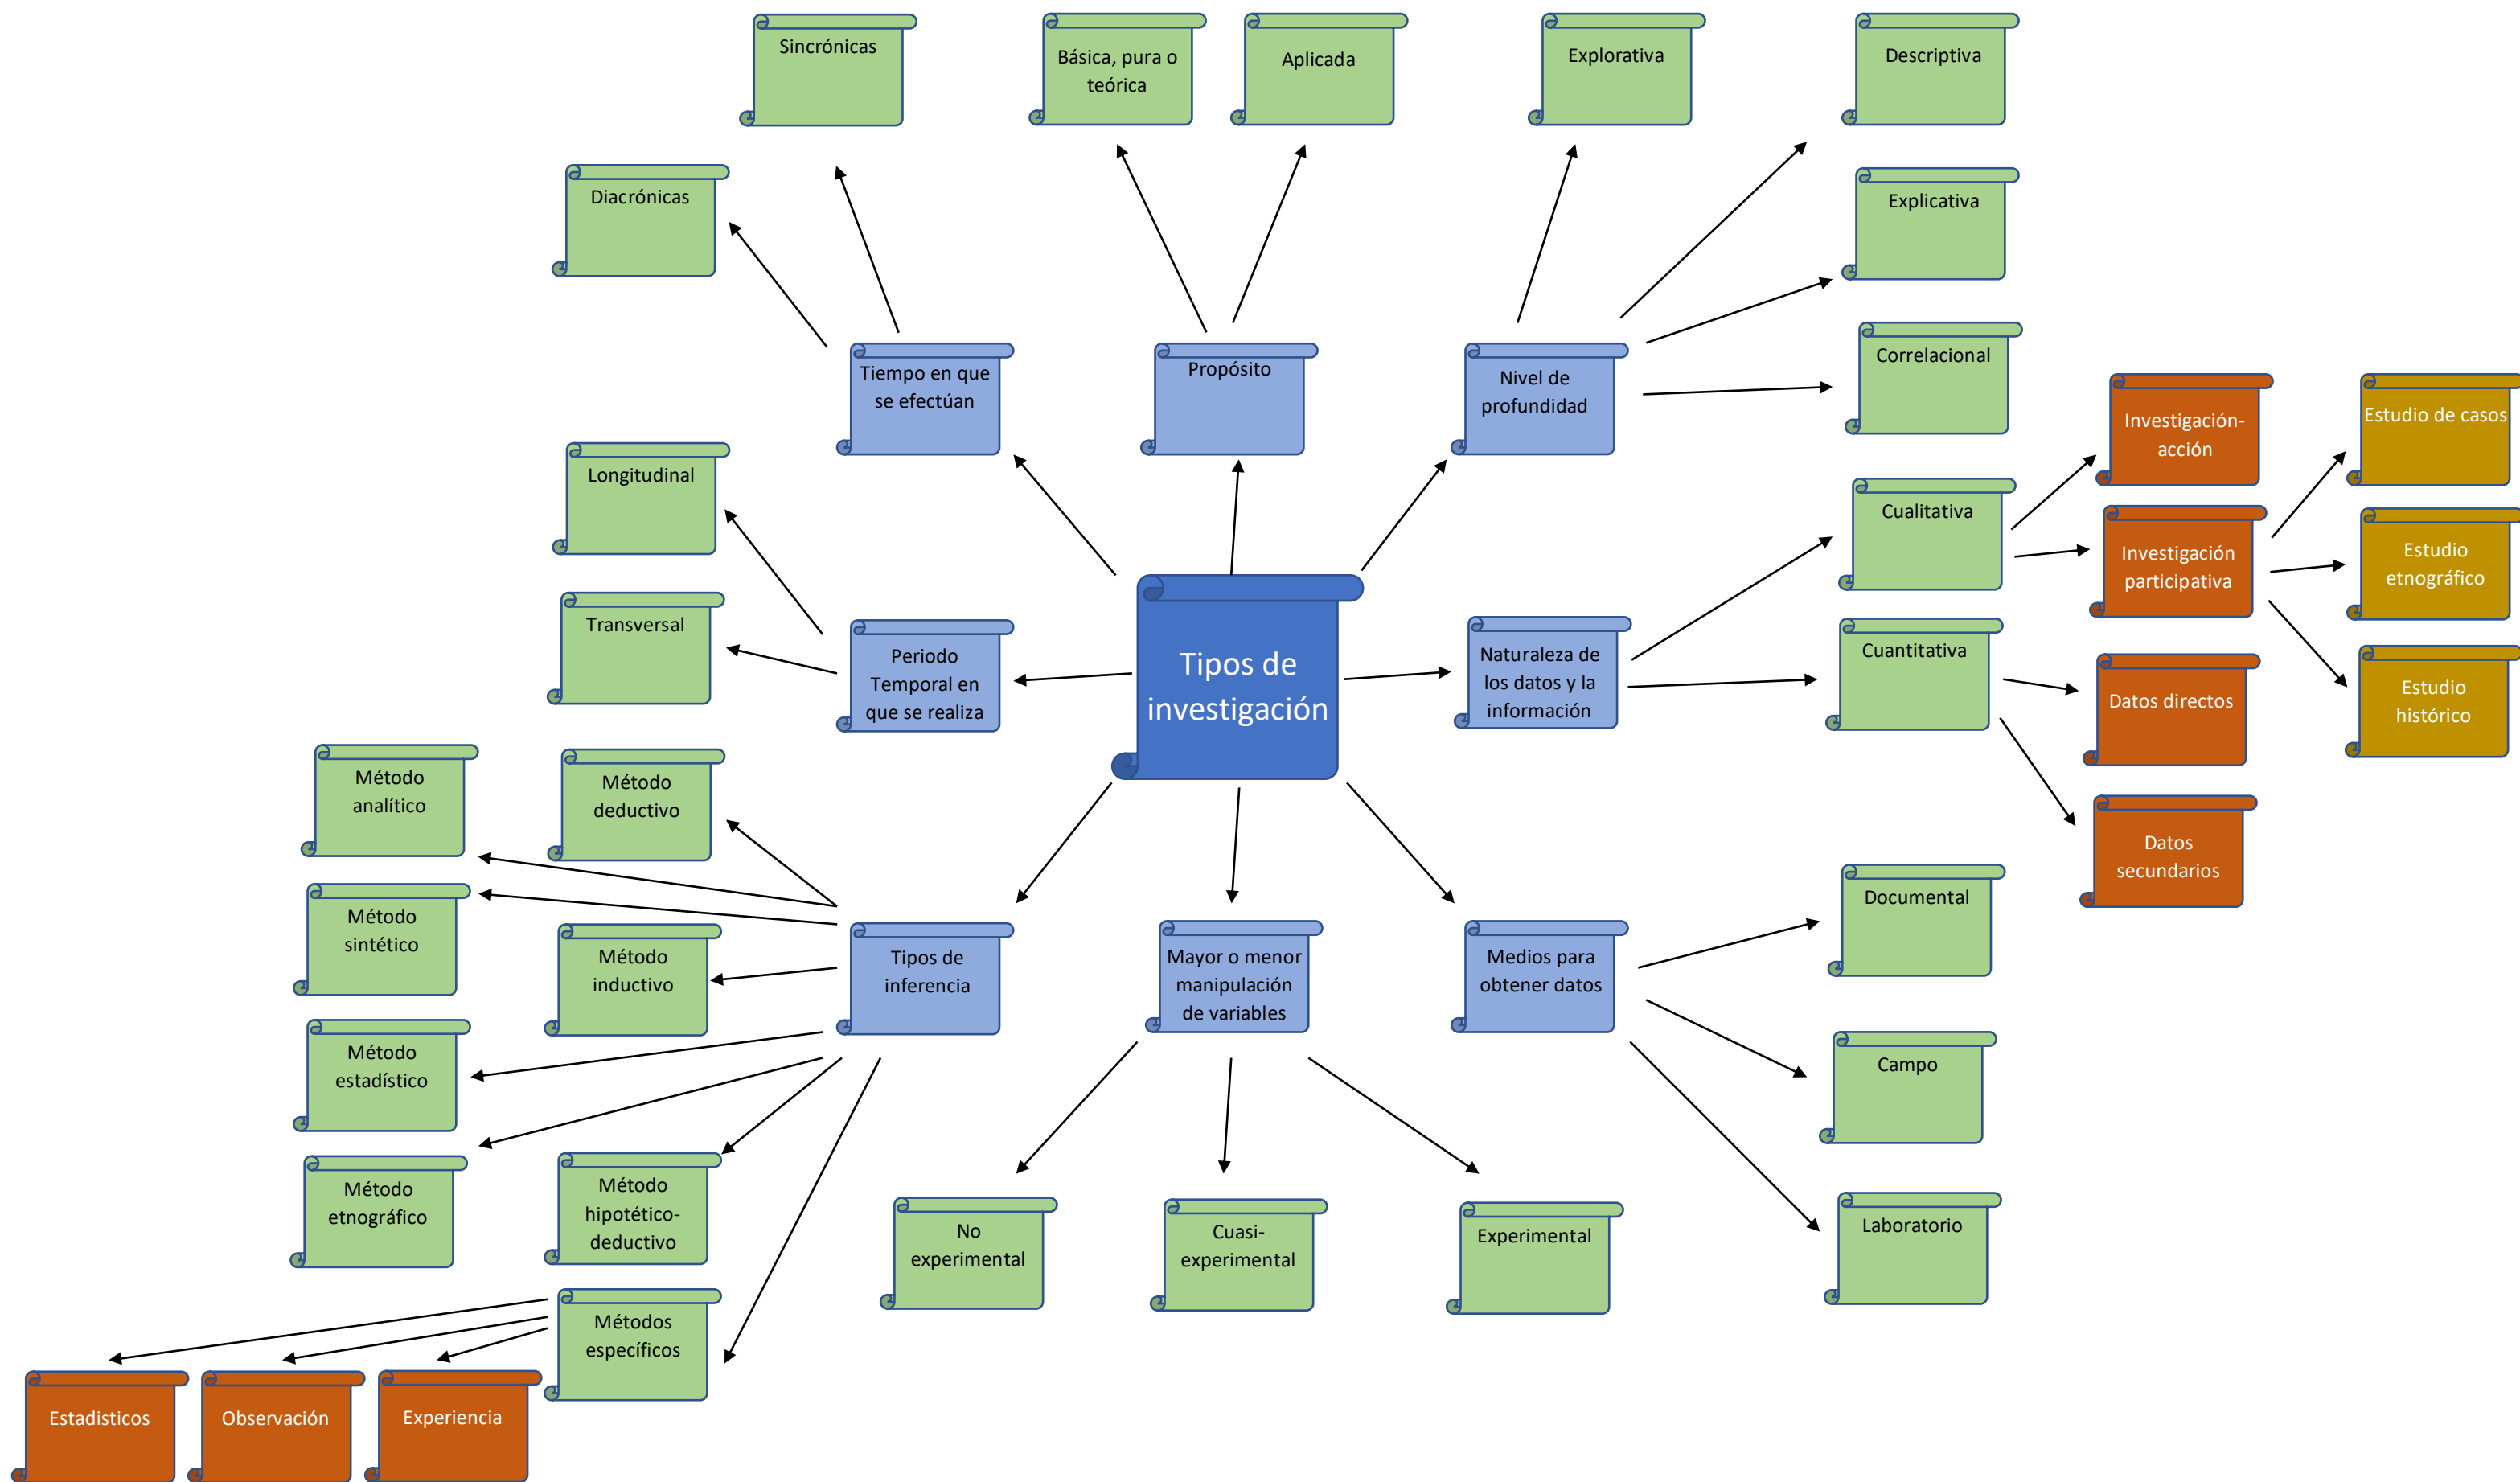 Sincrónicas
Básica, pura o
teórica
Aplicada
Explorativa
Descriptiva
Diacrónicas
Explicativa
Correlacional
Tiempo en que
se efectúan
Propósito
Nivel de
profundidad
Investigación-
acción
Estudio de casos
Longitudinal
Cualitativa
Investigación
participativa
Estudio
etnográfico
Transversal
Periodo
Temporal en
que se realiza
Tipos de
investigación
Naturaleza de
los datos y la
información
Cuantitativa
Datos directos
Estudio
histórico
Método
analítico
Método
deductivo
Datos
secundarios
Método
sintético
Método
inductivo
Tipos de
inferencia
Mayor o menor
manipulación
de variables
Medios para
obtener datos
Documental
Método
estadístico
Campo
Método
etnográfico
Método
hipotético-
deductivo
No
experimental
Cuasi-
experimental
Experimental
Laboratorio
Métodos
específicos
Estadisticos
Observación
Experiencia